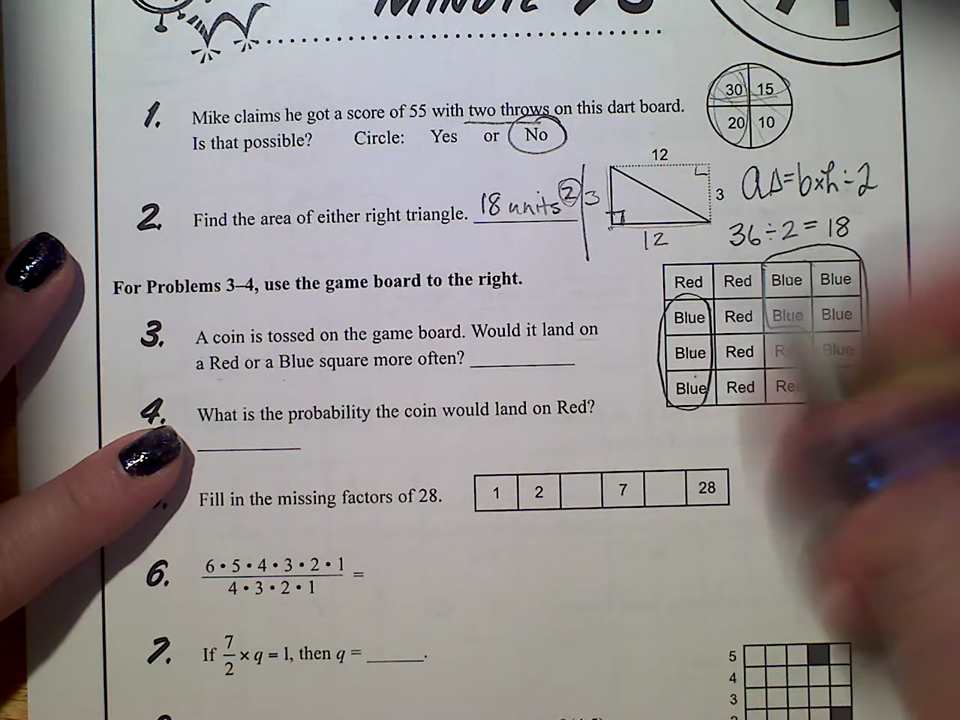 MINUTE
1. Mike claims he got a score of 55 with two throws on this dart board.
Is that possible? Circle: Yes or No
30 15
20 10
2. Find the area of either right triangle. 18 units 2
12
3 3
12
a△=b×h÷2
36÷2=18
For Problems 3–4, use the game board to the right.
Red Red Blue Blue
Blue Red Blue Blue
Blue Red Blue
Blue Red Re
3. A coin is tossed on the game board. Would it land on
a Red or a Blue square more often? __________
4. What is the probability the coin would land on Red?
__________
Fill in the missing factors of 28.
1 2 7 28
6. 6 • 5 • 4 • 3 • 2 • 1
4 • 3 • 2 • 1 =
7. If 7/2 × q = 1, then q = ______.
5
4
3